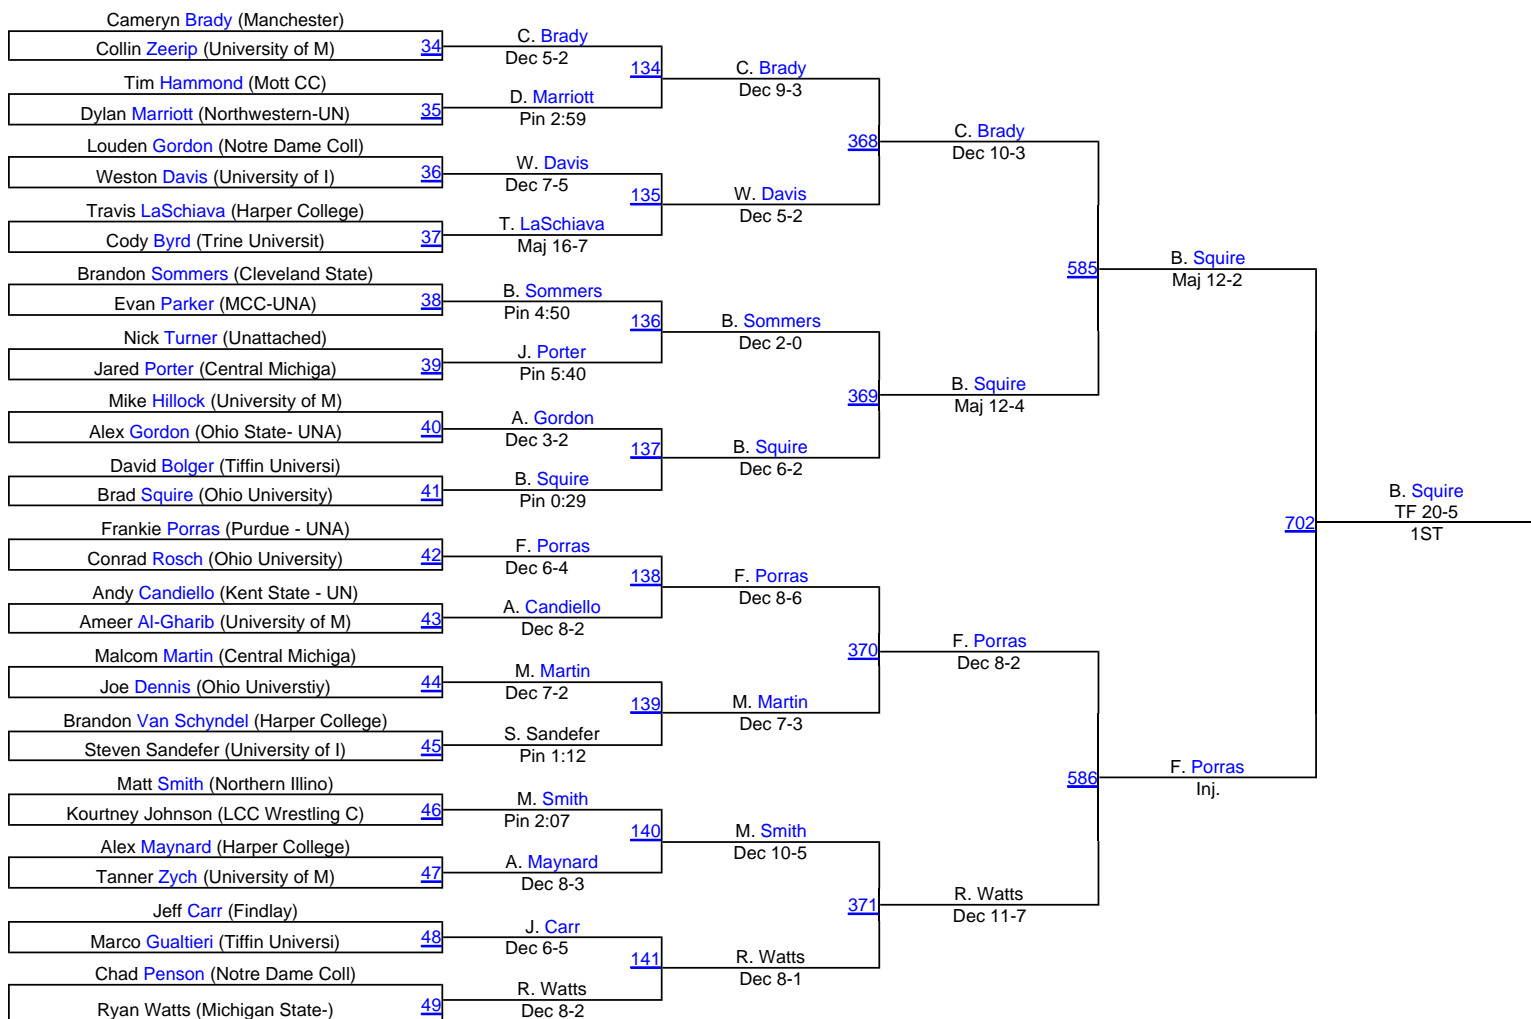 Cameryn Brady (Manchester)
Collin Zeerip (University of M)
34
Tim Hammond (Mott CC)
Dylan Marriott (Northwestern-UN)
35
Louden Gordon (Notre Dame Coll)
Weston Davis (University of I)
36
Travis LaSchiava (Harper College)
Cody Byrd (Trine Universit)
37
Brandon Sommers (Cleveland State)
Evan Parker (MCC-UNA)
38
Nick Turner (Unattached)
Jared Porter (Central Michiga)
39
Mike Hillock (University of M)
Alex Gordon (Ohio State- UNA)
40
David Bolger (Tiffin Universi)
Brad Squire (Ohio University)
41
Frankie Porras (Purdue - UNA)
Conrad Rosch (Ohio University)
42
Andy Candiello (Kent State - UN)
Ameer Al-Gharib (University of M)
43
Malcom Martin (Central Michiga)
Joe Dennis (Ohio Universtiy)
44
Brandon Van Schyndel (Harper College)
Steven Sandefer (University of I)
45
Matt Smith (Northern Illino)
Kourtney Johnson (LCC Wrestling C)
46
Alex Maynard (Harper College)
Tanner Zych (University of M)
47
Jeff Carr (Findlay)
Marco Gualtieri (Tiffin Universi)
48
Chad Penson (Notre Dame Coll)
Ryan Watts (Michigan State-)
49
C. Brady
Dec 5-2
134
D. Marriott
Pin 2:59
W. Davis
Dec 7-5
135
T. LaSchiava
Maj 16-7
B. Sommers
Pin 4:50
136
J. Porter
Pin 5:40
A. Gordon
Dec 3-2
137
B. Squire
Pin 0:29
F. Porras
Dec 6-4
138
A. Candiello
Dec 8-2
M. Martin
Dec 7-2
139
S. Sandefer
Pin 1:12
M. Smith
Pin 2:07
140
A. Maynard
Dec 8-3
J. Carr
Dec 6-5
141
R. Watts
Dec 8-2
C. Brady
Dec 9-3
368
W. Davis
Dec 5-2
B. Sommers
Dec 2-0
369
B. Squire
Dec 6-2
F. Porras
Dec 8-6
370
M. Martin
Dec 7-3
M. Smith
Dec 10-5
371
R. Watts
Dec 8-1
C. Brady
Dec 10-3
585
B. Squire
Maj 12-4
F. Porras
Dec 8-2
586
R. Watts
Dec 11-7
B. Squire
Maj 12-2
702
F. Porras
Inj.
B. Squire
TF 20-5
1ST